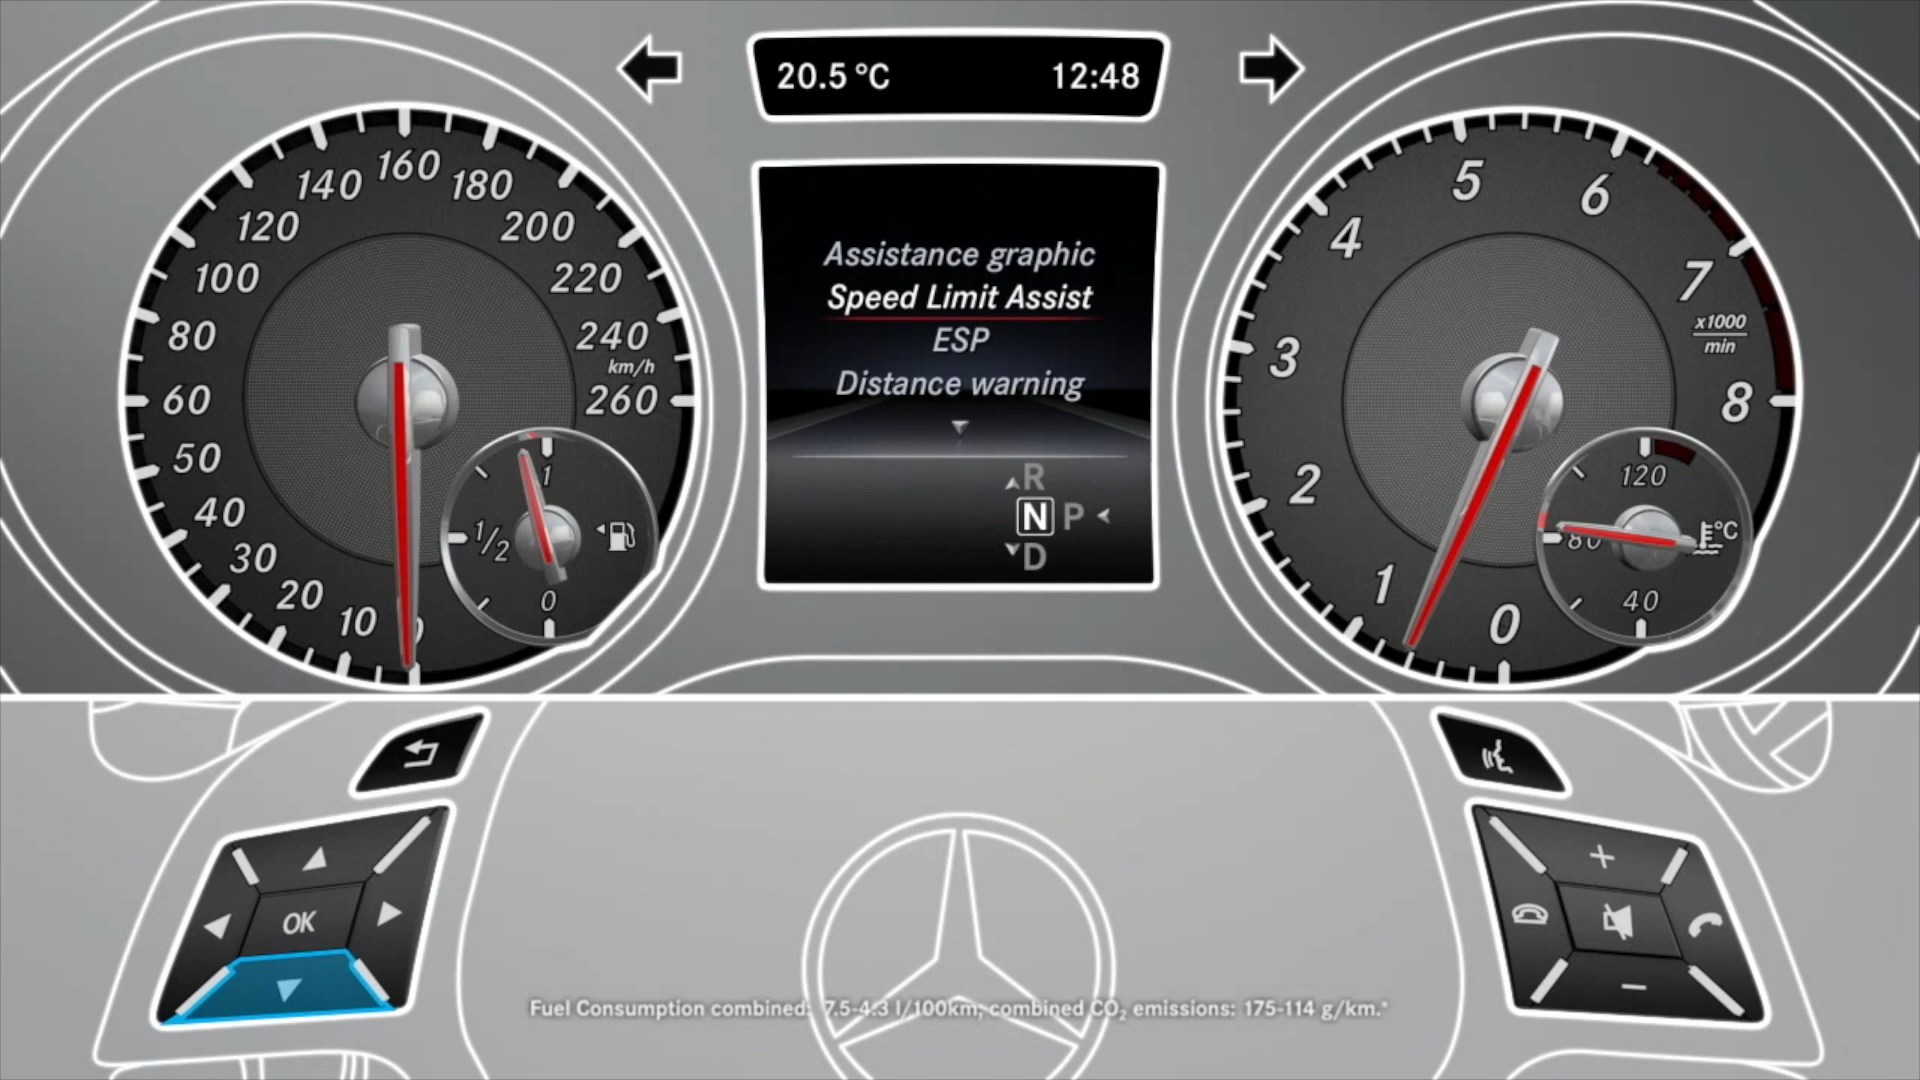 20.5 °C 12:48
160
140 180
120 200
100 220
80 240
km/h
60 260
50
40
30
20
10 0
1
1/2
0
Assistance graphic
Speed Limit Assist
ESP
Distance warning
R
N P
D
5
6
4
7
x1000
min
3
8
2
1
0
120
80 °C
40
OK
+
−
Fuel Consumption combined: 7.5-4.3 l/100km; combined CO₂ emissions: 175-114 g/km.*